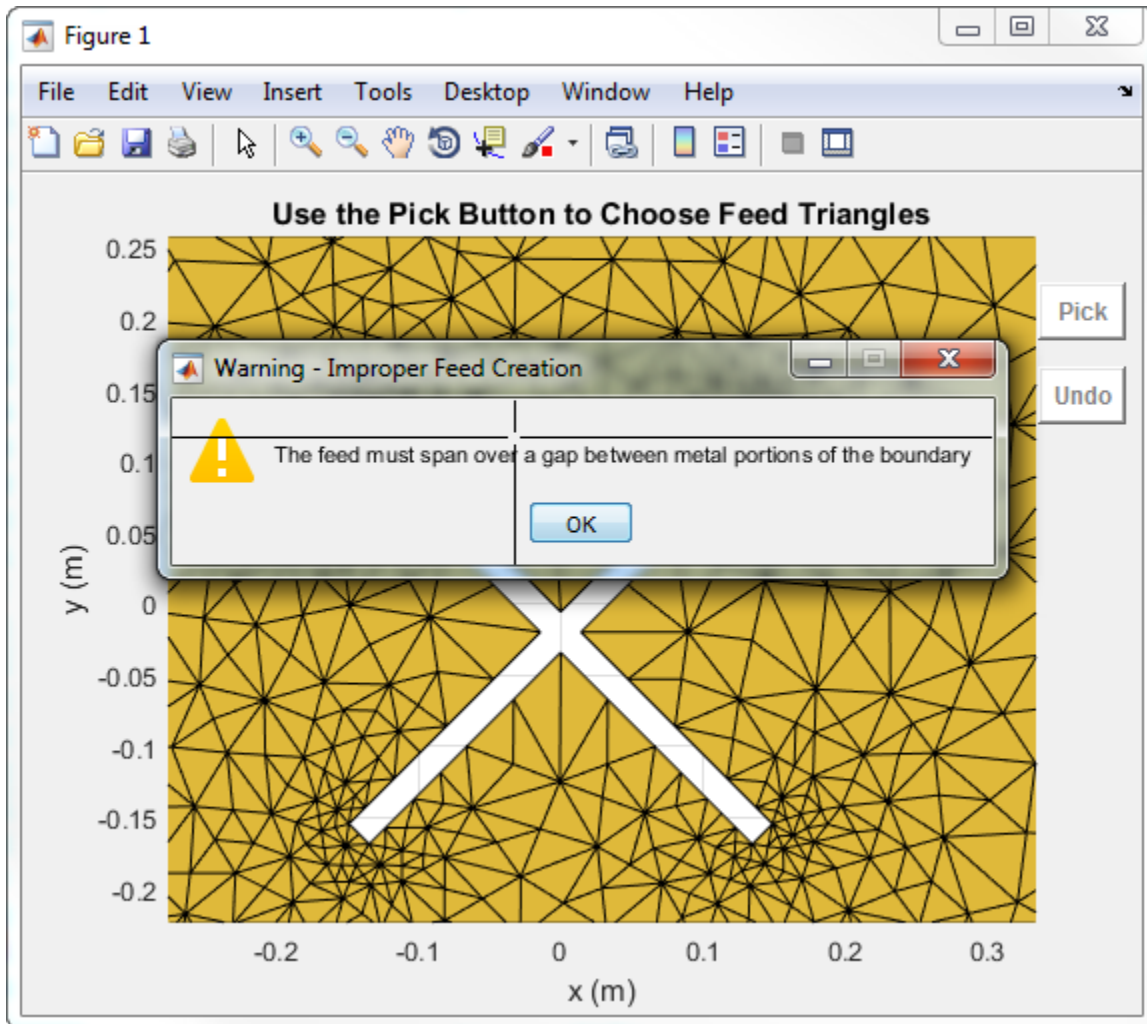 Figure 1
File Edit View Insert Tools Desktop Window Help
Use the Pick Button to Choose Feed Triangles
0.25
0.2
0.15
0.1
0.05
0
-0.05
-0.1
-0.15
-0.2
y (m)
Pick
Undo
Warning - Improper Feed Creation
The feed must span over a gap between metal portions of the boundary
OK
-0.2 -0.1 0 0.1 0.2 0.3
x (m)